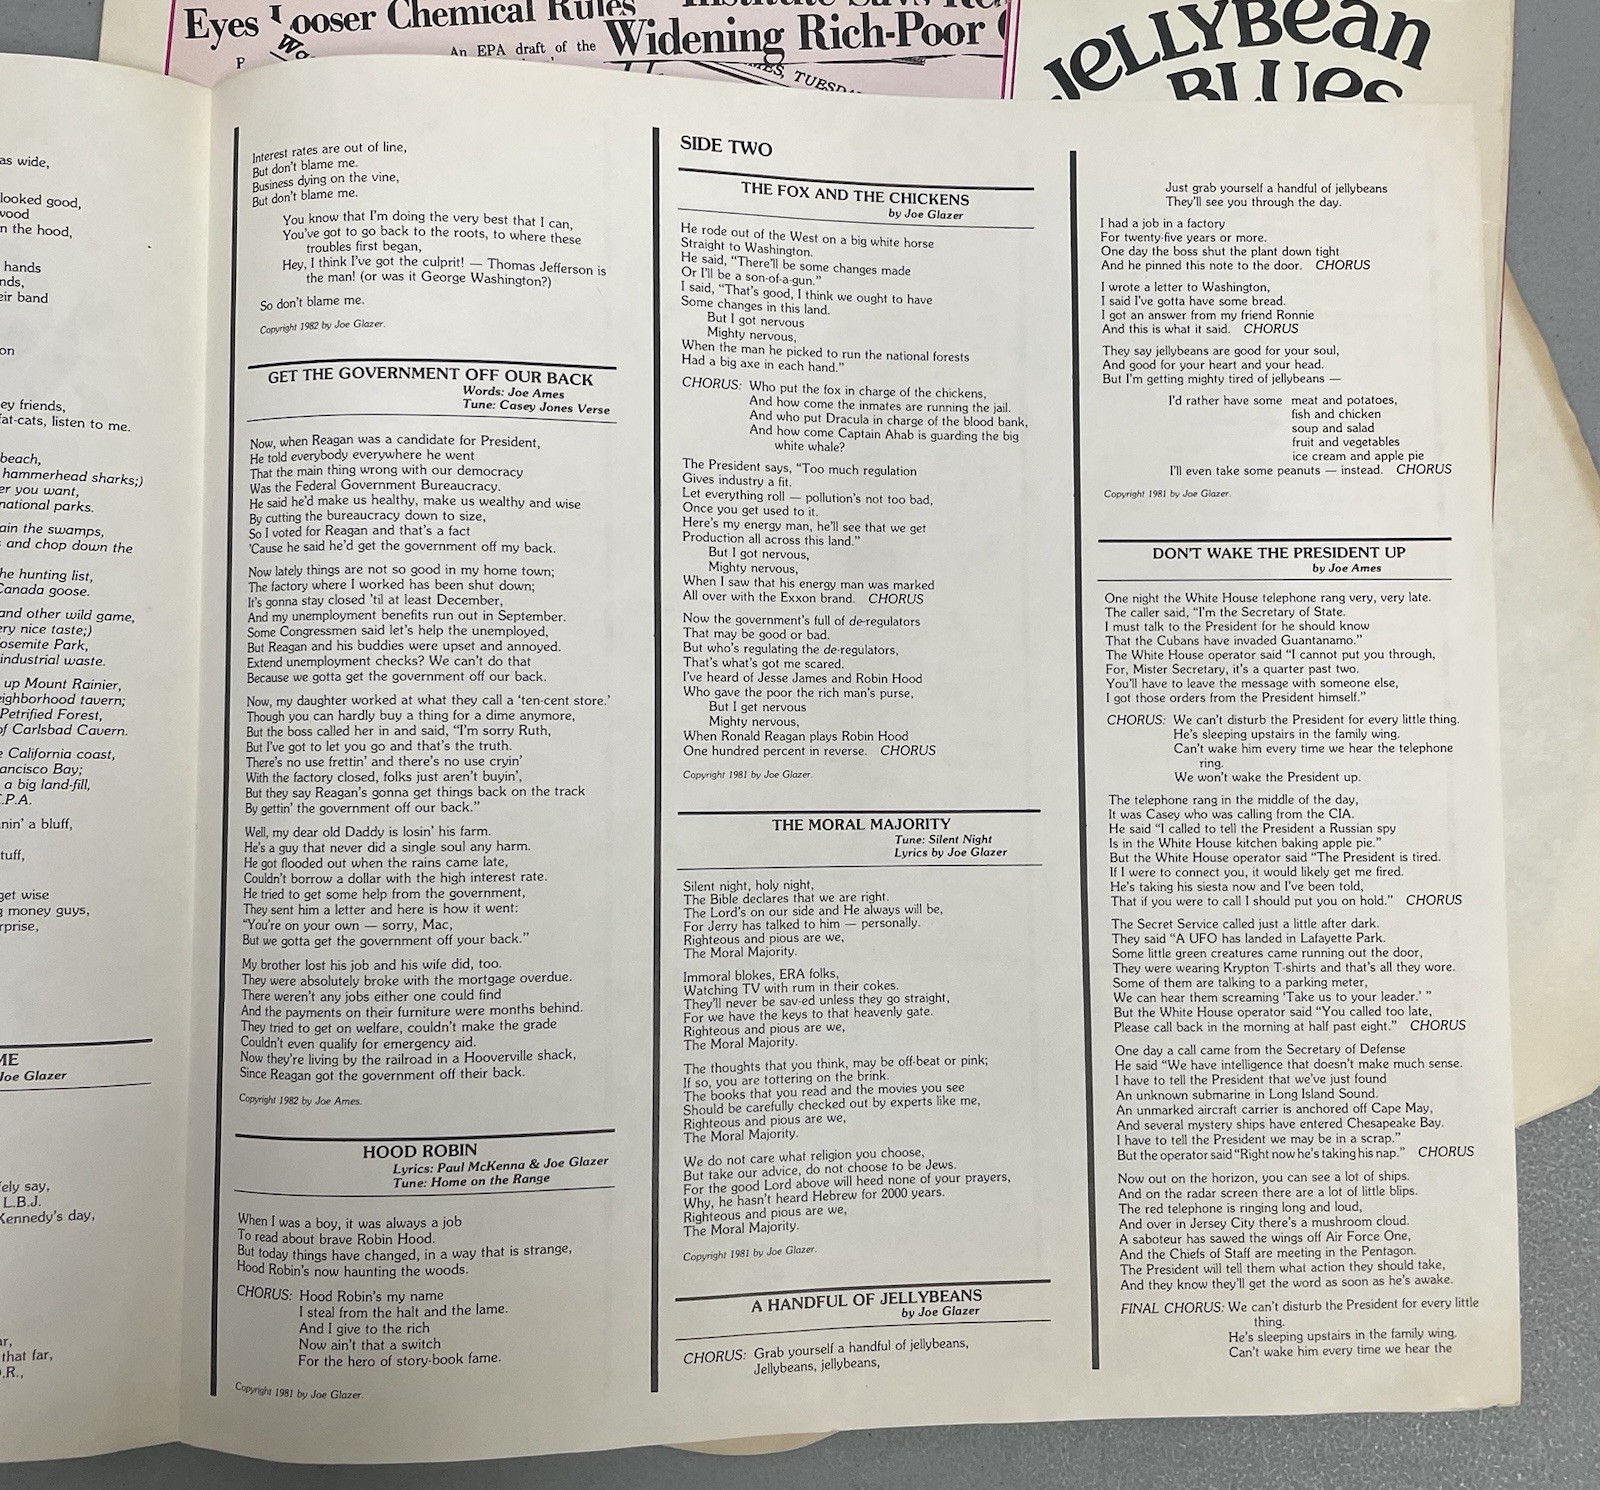 Eyes Looser Chemical Rules
Widening Rich-Poor
An EPA draft of the
TUESD
JELLYBEAN
BLUES
as wide,
looked good,
wood
n the hood,
hands
nds,
eir band
on
ey friends,
fat-cats, listen to me.
beach,
hammerhead sharks;)
er you want,
national parks.
ain the swamps,
and chop down the
he hunting list,
Canada goose.
and other wild game,
ery nice taste;)
osemite Park,
industrial waste.
up Mount Rainier,
eighborhood tavern;
Petrified Forest,
of Carlsbad Cavern.
e California coast,
ancisco Bay;
a big land-fill,
E.P.A.
nin' a bluff,
tuff,
get wise
g money guys,
rprise,
ME
Joe Glazer
fely say,
L.B.J.
Kennedy's day,
ar,
that far,
D.R.,
Interest rates are out of line,
But don't blame me.
Business dying on the vine,
But don't blame me.
You know that I'm doing the very best that I can,
You've got to go back to the roots, to where these
troubles first began,
Hey, I think I've got the culprit! — Thomas Jefferson is
the man! (or was it George Washington?)
So don't blame me.
Copyright 1982 by Joe Glazer.
GET THE GOVERNMENT OFF OUR BACK
Words: Joe Ames
Tune: Casey Jones Verse
Now, when Reagan was a candidate for President,
He told everybody everywhere he went
That the main thing wrong with our democracy
Was the Federal Government Bureaucracy.
He said he'd make us healthy, make us wealthy and wise
By cutting the bureaucracy down to size,
So I voted for Reagan and that's a fact
'Cause he said he'd get the government off my back.
Now lately things are not so good in my home town;
The factory where I worked has been shut down;
It's gonna stay closed 'til at least December,
And my unemployment benefits run out in September.
Some Congressmen said let's help the unemployed,
But Reagan and his buddies were upset and annoyed.
Extend unemployment checks? We can't do that
Because we gotta get the government off our back.
Now, my daughter worked at what they call a 'ten-cent store.'
Though you can hardly buy a thing for a dime anymore,
But the boss called her in and said, "I'm sorry Ruth,
But I've got to let you go and that's the truth.
There's no use frettin' and there's no use cryin'
With the factory closed, folks just aren't buyin',
But they say Reagan's gonna get things back on the track
By gettin' the government off our back."
Well, my dear old Daddy is losin' his farm.
He's a guy that never did a single soul any harm.
He got flooded out when the rains came late,
Couldn't borrow a dollar with the high interest rate.
He tried to get some help from the government,
They sent him a letter and here is how it went:
"You're on your own — sorry, Mac,
But we gotta get the government off your back."
My brother lost his job and his wife did, too.
They were absolutely broke with the mortgage overdue.
There weren't any jobs either one could find
And the payments on their furniture were months behind.
They tried to get on welfare, couldn't make the grade
Couldn't even qualify for emergency aid.
Now they're living by the railroad in a Hooverville shack,
Since Reagan got the government off their back.
Copyright 1982 by Joe Ames.
HOOD ROBIN
Lyrics: Paul McKenna & Joe Glazer
Tune: Home on the Range
When I was a boy, it was always a job
To read about brave Robin Hood.
But today things have changed, in a way that is strange,
Hood Robin's now haunting the woods.
CHORUS: Hood Robin's my name
I steal from the halt and the lame.
And I give to the rich
Now ain't that a switch
For the hero of story-book fame.
Copyright 1981 by Joe Glazer.
SIDE TWO
THE FOX AND THE CHICKENS
by Joe Glazer
He rode out of the West on a big white horse
Straight to Washington.
He said, "There'll be some changes made
Or I'll be a son-of-a-gun."
I said, "That's good, I think we ought to have
Some changes in this land.
But I got nervous
Mighty nervous,
When the man he picked to run the national forests
Had a big axe in each hand."
CHORUS: Who put the fox in charge of the chickens,
And how come the inmates are running the jail.
And who put Dracula in charge of the blood bank,
And how come Captain Ahab is guarding the big
white whale?
The President says, "Too much regulation
Gives industry a fit.
Let everything roll — pollution's not too bad,
Once you get used to it.
Here's my energy man, he'll see that we get
Production all across this land."
But I got nervous,
Mighty nervous,
When I saw that his energy man was marked
All over with the Exxon brand. CHORUS
Now the government's full of de-regulators
That may be good or bad.
But who's regulating the de-regulators,
That's what's got me scared.
I've heard of Jesse James and Robin Hood
Who gave the poor the rich man's purse,
But I get nervous
Mighty nervous,
When Ronald Reagan plays Robin Hood
One hundred percent in reverse. CHORUS
Copyright 1981 by Joe Glazer.
THE MORAL MAJORITY
Tune: Silent Night
Lyrics by Joe Glazer
Silent night, holy night,
The Bible declares that we are right.
The Lord's on our side and He always will be,
For Jerry has talked to him — personally.
Righteous and pious are we,
The Moral Majority.
Immoral blokes, ERA folks,
Watching TV with rum in their cokes.
They'll never be sav-ed unless they go straight,
For we have the keys to that heavenly gate.
Righteous and pious are we,
The Moral Majority.
The thoughts that you think, may be off-beat or pink;
If so, you are tottering on the brink.
The books that you read and the movies you see
Should be carefully checked out by experts like me,
Righteous and pious are we,
The Moral Majority.
We do not care what religion you choose,
But take our advice, do not choose to be Jews.
For the good Lord above will heed none of your prayers,
Why, he hasn't heard Hebrew for 2000 years.
Righteous and pious are we,
The Moral Majority.
Copyright 1981 by Joe Glazer.
A HANDFUL OF JELLYBEANS
by Joe Glazer
CHORUS: Grab yourself a handful of jellybeans,
Jellybeans, jellybeans,
Just grab yourself a handful of jellybeans
They'll see you through the day.
I had a job in a factory
For twenty-five years or more.
One day the boss shut the plant down tight
And he pinned this note to the door. CHORUS
I wrote a letter to Washington,
I said I've gotta have some bread.
I got an answer from my friend Ronnie
And this is what it said. CHORUS
They say jellybeans are good for your soul,
And good for your heart and your head.
But I'm getting mighty tired of jellybeans —
I'd rather have some meat and potatoes,
fish and chicken
soup and salad
fruit and vegetables
ice cream and apple pie
I'll even take some peanuts — instead. CHORUS
Copyright 1981 by Joe Glazer.
DON'T WAKE THE PRESIDENT UP
by Joe Ames
One night the White House telephone rang very, very late.
The caller said, "I'm the Secretary of State.
I must talk to the President for he should know
That the Cubans have invaded Guantanamo."
The White House operator said "I cannot put you through,
For, Mister Secretary, it's a quarter past two.
You'll have to leave the message with someone else,
I got those orders from the President himself."
CHORUS: We can't disturb the President for every little thing.
He's sleeping upstairs in the family wing.
Can't wake him every time we hear the telephone
ring.
We won't wake the President up.
The telephone rang in the middle of the day,
It was Casey who was calling from the CIA.
He said "I called to tell the President a Russian spy
Is in the White House kitchen baking apple pie."
But the White House operator said "The President is tired.
If I were to connect you, it would likely get me fired.
He's taking his siesta now and I've been told,
That if you were to call I should put you on hold." CHORUS
The Secret Service called just a little after dark.
They said "A UFO has landed in Lafayette Park.
Some little green creatures came running out the door,
They were wearing Krypton T-shirts and that's all they wore.
Some of them are talking to a parking meter,
We can hear them screaming 'Take us to your leader.' "
But the White House operator said "You called too late,
Please call back in the morning at half past eight." CHORUS
One day a call came from the Secretary of Defense
He said "We have intelligence that doesn't make much sense.
I have to tell the President that we've just found
An unknown submarine in Long Island Sound.
An unmarked aircraft carrier is anchored off Cape May,
And several mystery ships have entered Chesapeake Bay.
I have to tell the President we may be in a scrap."
But the operator said "Right now he's taking his nap." CHORUS
Now out on the horizon, you can see a lot of ships.
And on the radar screen there are a lot of little blips.
The red telephone is ringing long and loud,
And over in Jersey City there's a mushroom cloud.
A saboteur has sawed the wings off Air Force One,
And the Chiefs of Staff are meeting in the Pentagon.
The President will tell them what action they should take,
And they know they'll get the word as soon as he's awake.
FINAL CHORUS: We can't disturb the President for every little
thing.
He's sleeping upstairs in the family wing.
Can't wake him every time we hear the